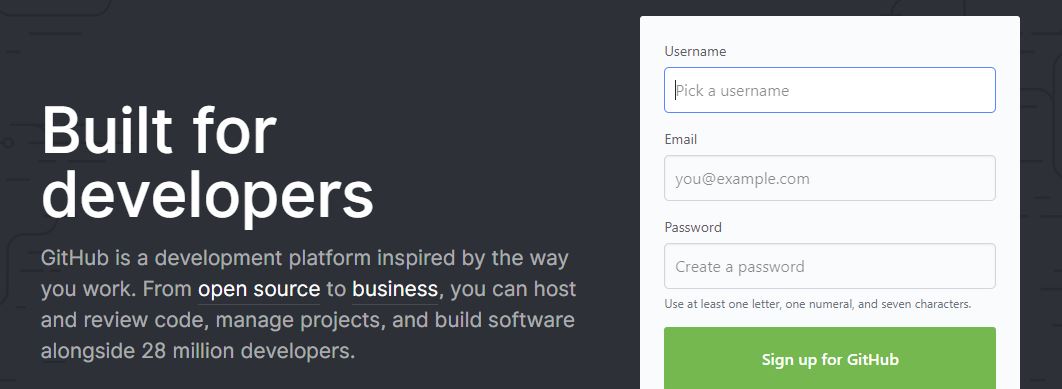 Built for
developers
GitHub is a development platform inspired by the way
you work. From open source to business, you can host
and review code, manage projects, and build software
alongside 28 million developers.
Username
Pick a username
Email
you@example.com
Password
Create a password
Use at least one letter, one numeral, and seven characters.
Sign up for GitHub